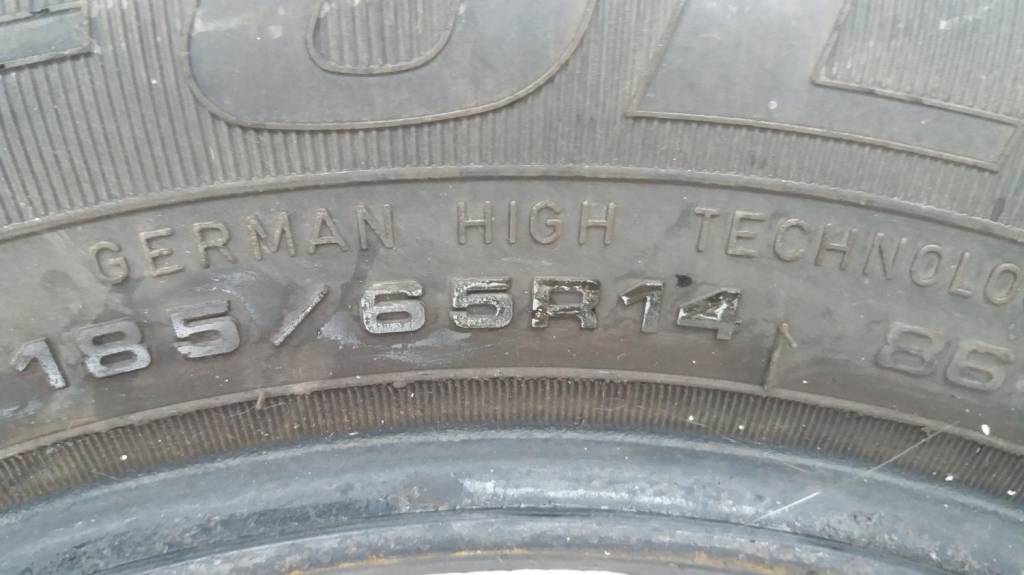 GERMAN HIGH TECHNOLO
185/65R14 86